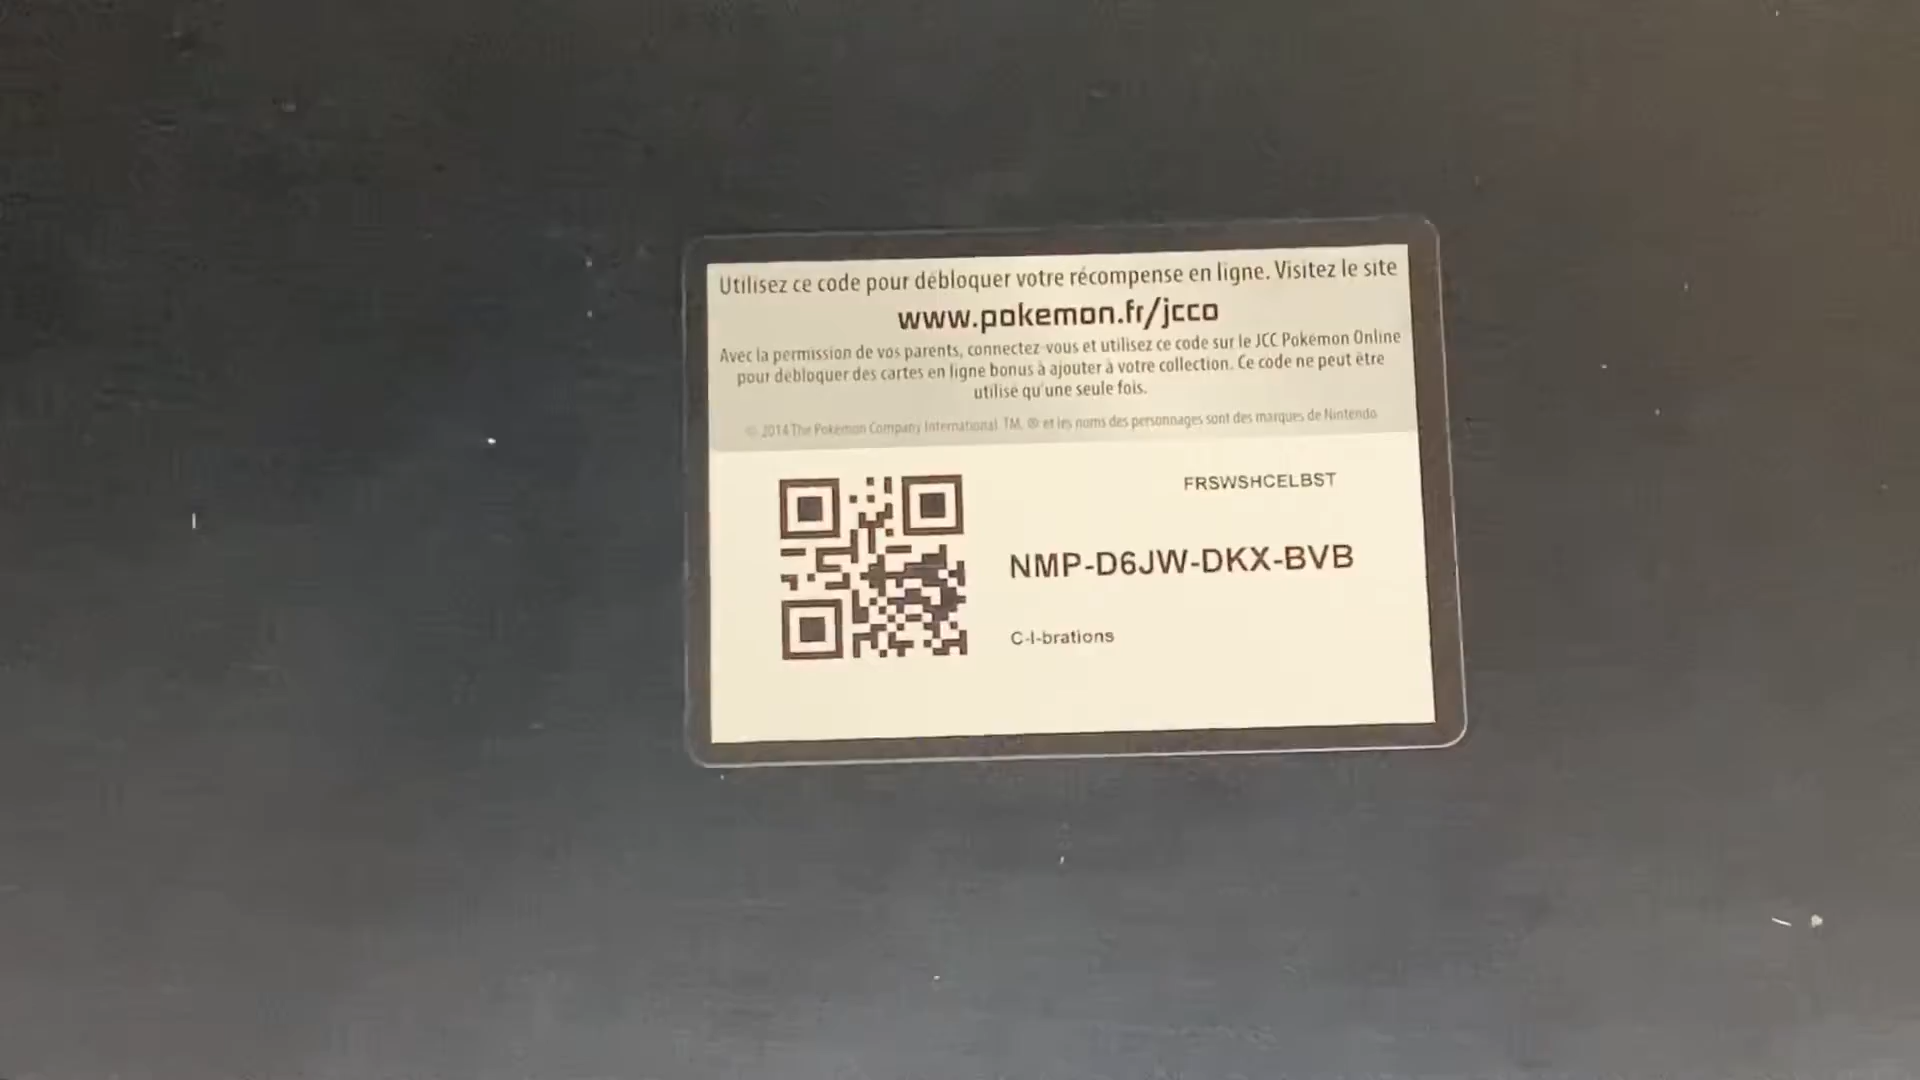 Utilisez ce code pour débloquer votre récompense en ligne. Visitez le site
www.pokemon.fr/jcco
Avec la permission de vos parents, connectez-vous et utilisez ce code sur le JCC Pokémon Online
pour débloquer des cartes en ligne bonus à ajouter à votre collection. Ce code ne peut être
utilisé qu'une seule fois.
© 2014 The Pokémon Company International. TM, ® et les noms des personnages sont des marques de Nintendo
FRSWSHCELBST
NMP-D6JW-DKX-BVB
C-l-brations